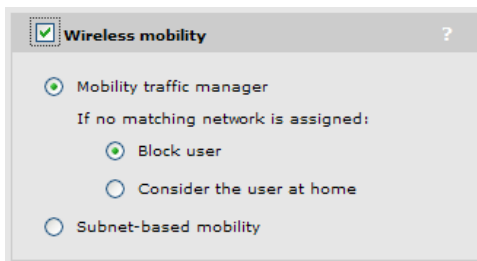 Wireless mobility ?
Mobility traffic manager
If no matching network is assigned:
Block user
Consider the user at home
Subnet-based mobility